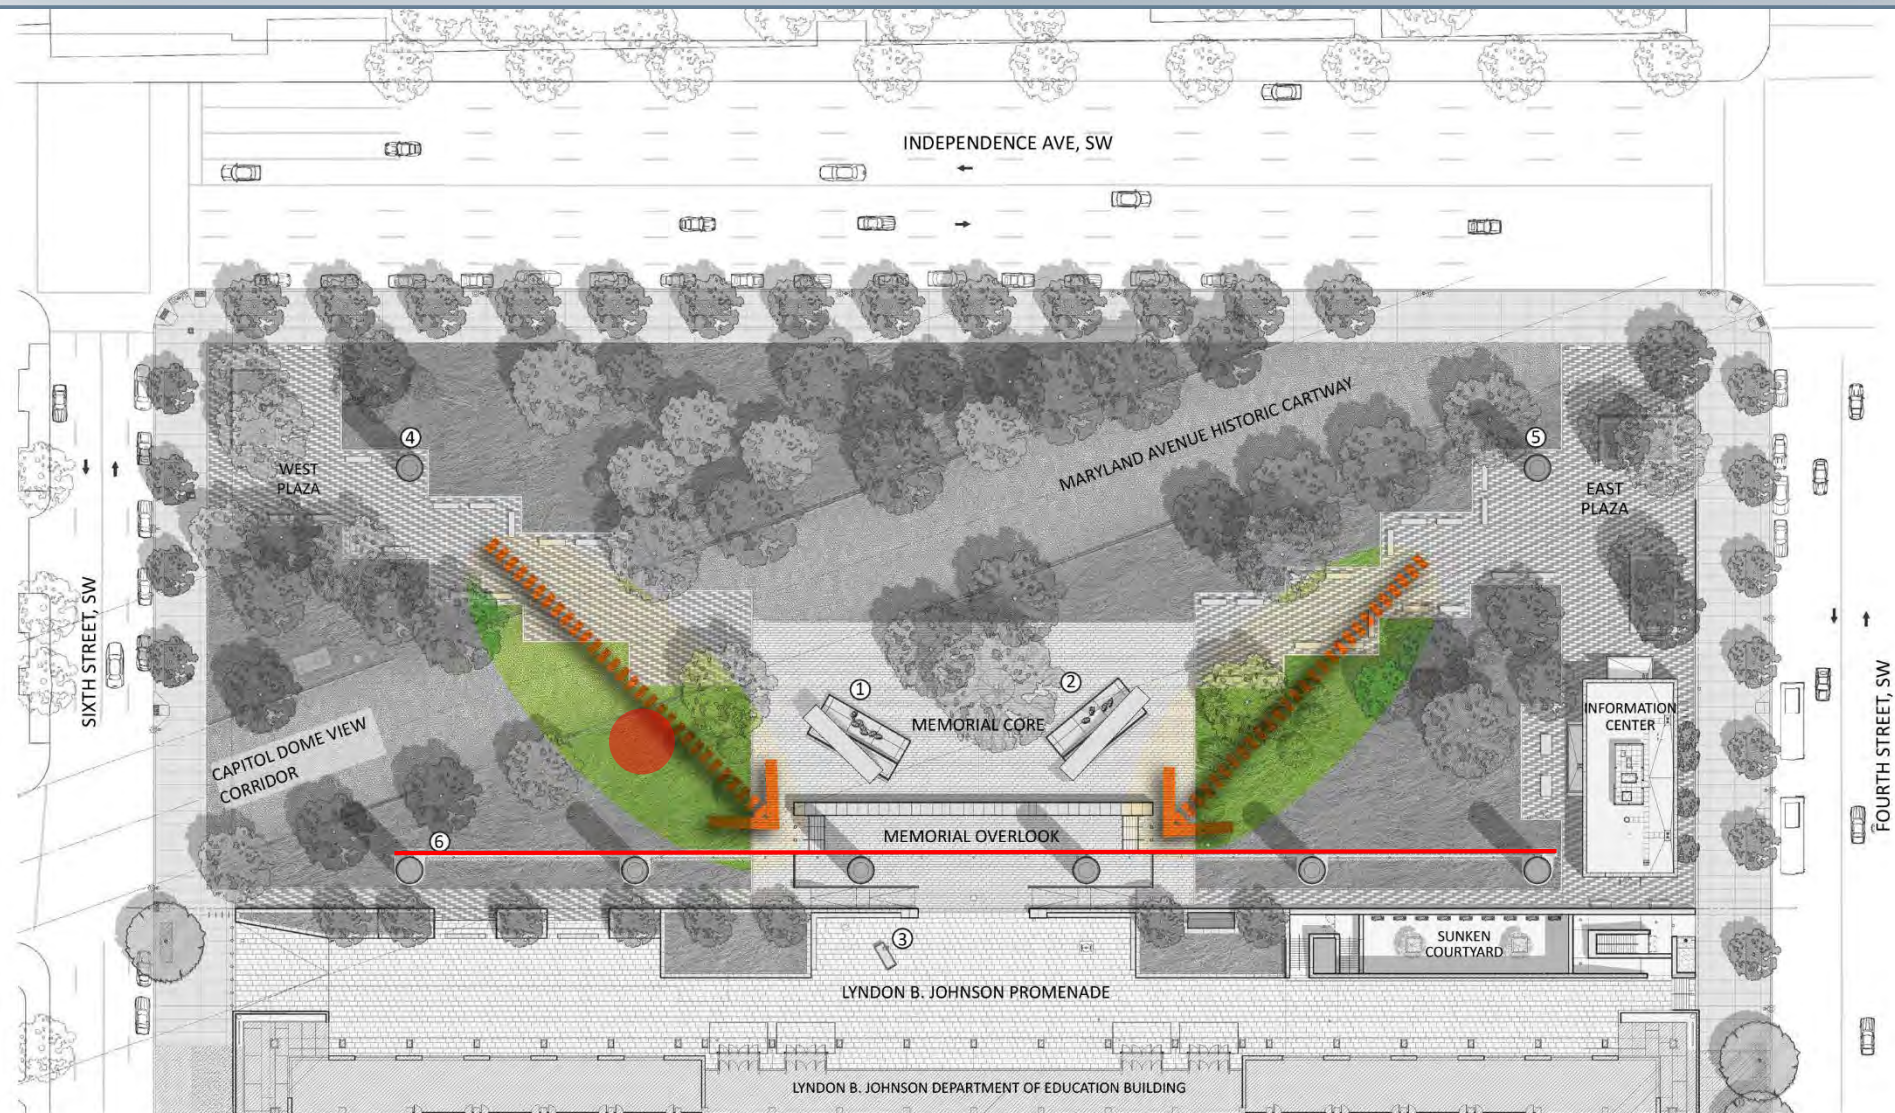 INDEPENDENCE AVE, SW
MARYLAND AVENUE HISTORIC CARTWAY
4
5
WEST
PLAZA
EAST
PLAZA
SIXTH STREET, SW
1
2
MEMORIAL CORE
INFORMATION
CENTER
FOURTH STREET, SW
CAPITOL DOME VIEW
CORRIDOR
MEMORIAL OVERLOOK
6
3
SUNKEN
COURTYARD
LYNDON B. JOHNSON PROMENADE
LYNDON B. JOHNSON DEPARTMENT OF EDUCATION BUILDING